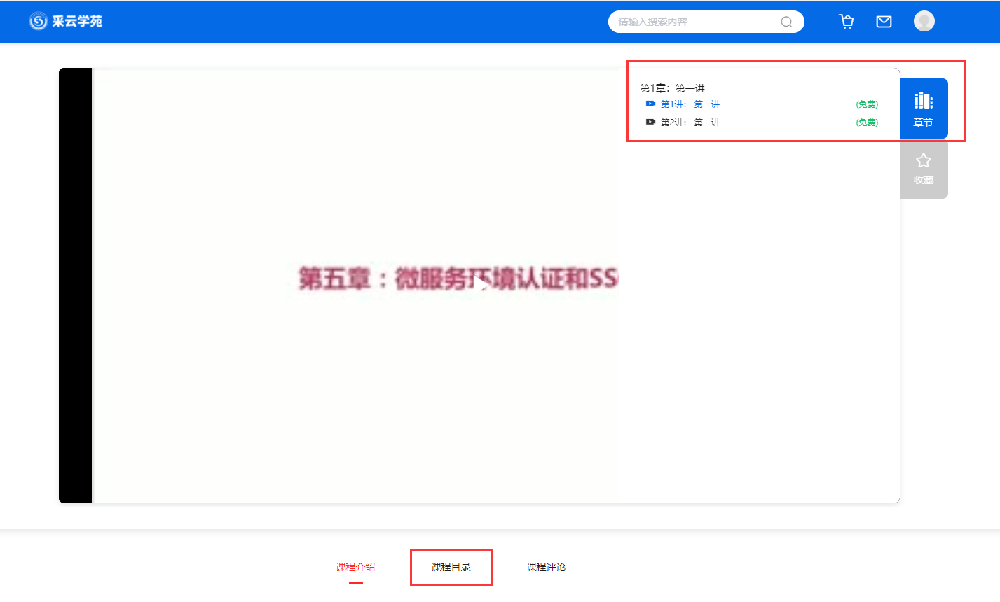 采云学苑
请输入搜索内容
第1章：第一讲
第1讲： 第一讲 (免费)
第2讲： 第二讲 (免费)
章节
收藏
第五章：微服务环境认证和SS
课程介绍
课程目录
课程评论